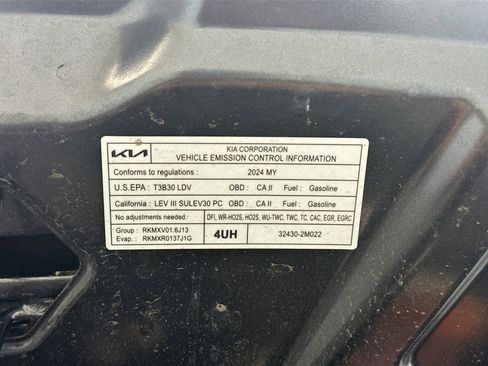 KIA
KIA CORPORATION
VEHICLE EMISSION CONTROL INFORMATION
Conforms to regulations : 2024 MY
U.S.EPA : T3B30 LDV OBD : CA II Fuel : Gasoline
California : LEV III SULEV30 PC OBD : CA II Fuel : Gasoline
No adjustments needed.
DFI, WR-HO2S, HO2S, WU-TWC, TWC, TC, CAC, EGR, EGRC
Group : RKMXV01.6J13
Evap. : RKMXR0137J1G
4UH
32430-2M022